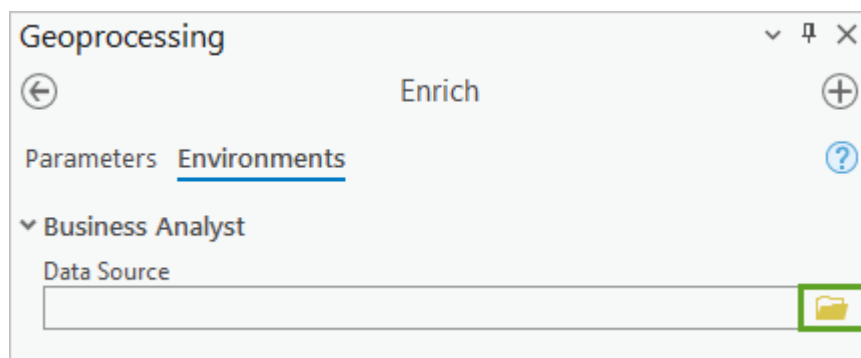 Geoprocessing
Enrich
Parameters Environments
Business Analyst
Data Source